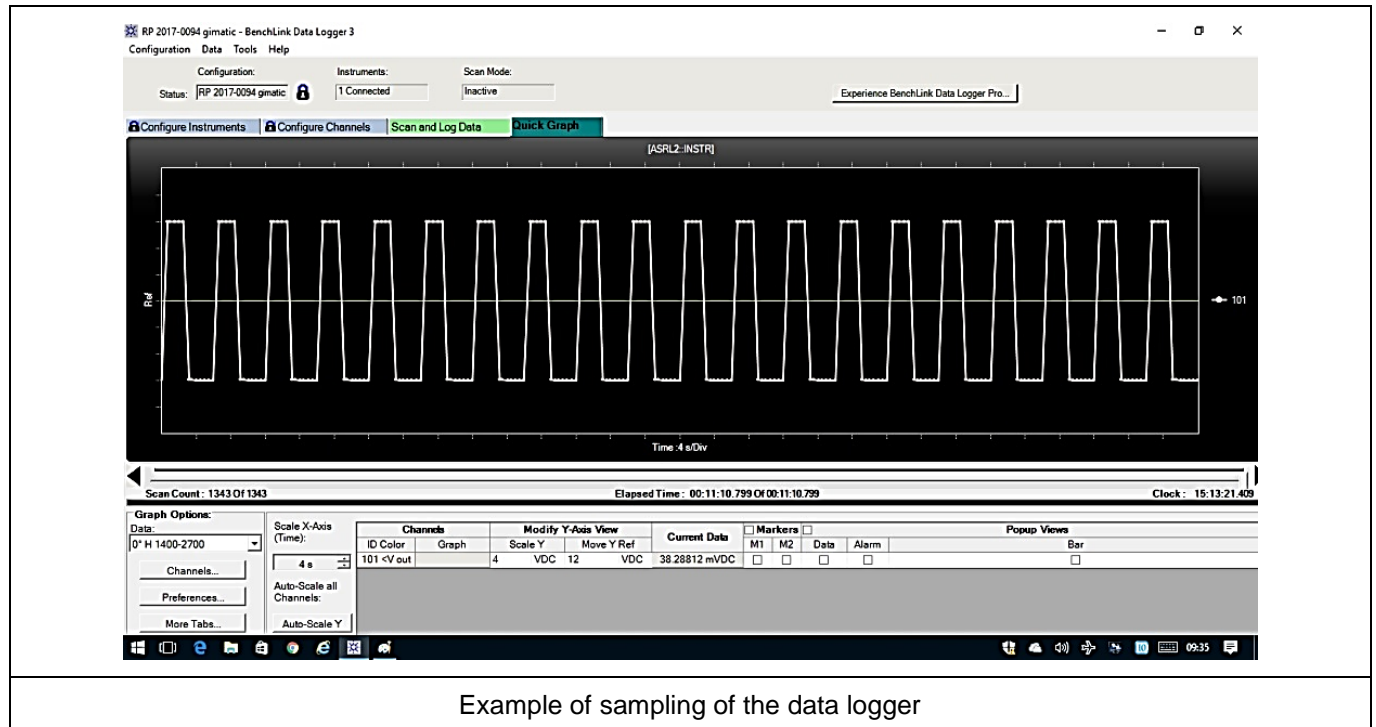 RP 2017-0094 gimatic - BenchLink Data Logger 3
Configuration Data Tools Help
Configuration: Instruments: Scan Mode:
Status: RP 2017-0094 gimatic 1 Connected Inactive Experience BenchLink Data Logger Pro...
Configure Instruments Configure Channels Scan and Log Data Quick Graph
[ASRL2::INSTR]
Ref
101
Time :4 s/Div
Scan Count : 1343 Of 1343 Elapsed Time : 00:11:10.799 Of 00:11:10.799 Clock : 15:13:21.409
Graph Options:
Data:
0° H 1400-2700
Channels...
Preferences...
More Tabs...
Scale X-Axis
(Time):
4 s
Auto-Scale all
Channels:
Auto-Scale Y
Channels Modify Y-Axis View Current Data Markers Popup Views
ID Color Graph Scale Y Move Y Ref M1 M2 Data Alarm Bar
101 <V out 4 VDC 12 VDC 38.28812 mVDC
09:35
Example of sampling of the data logger